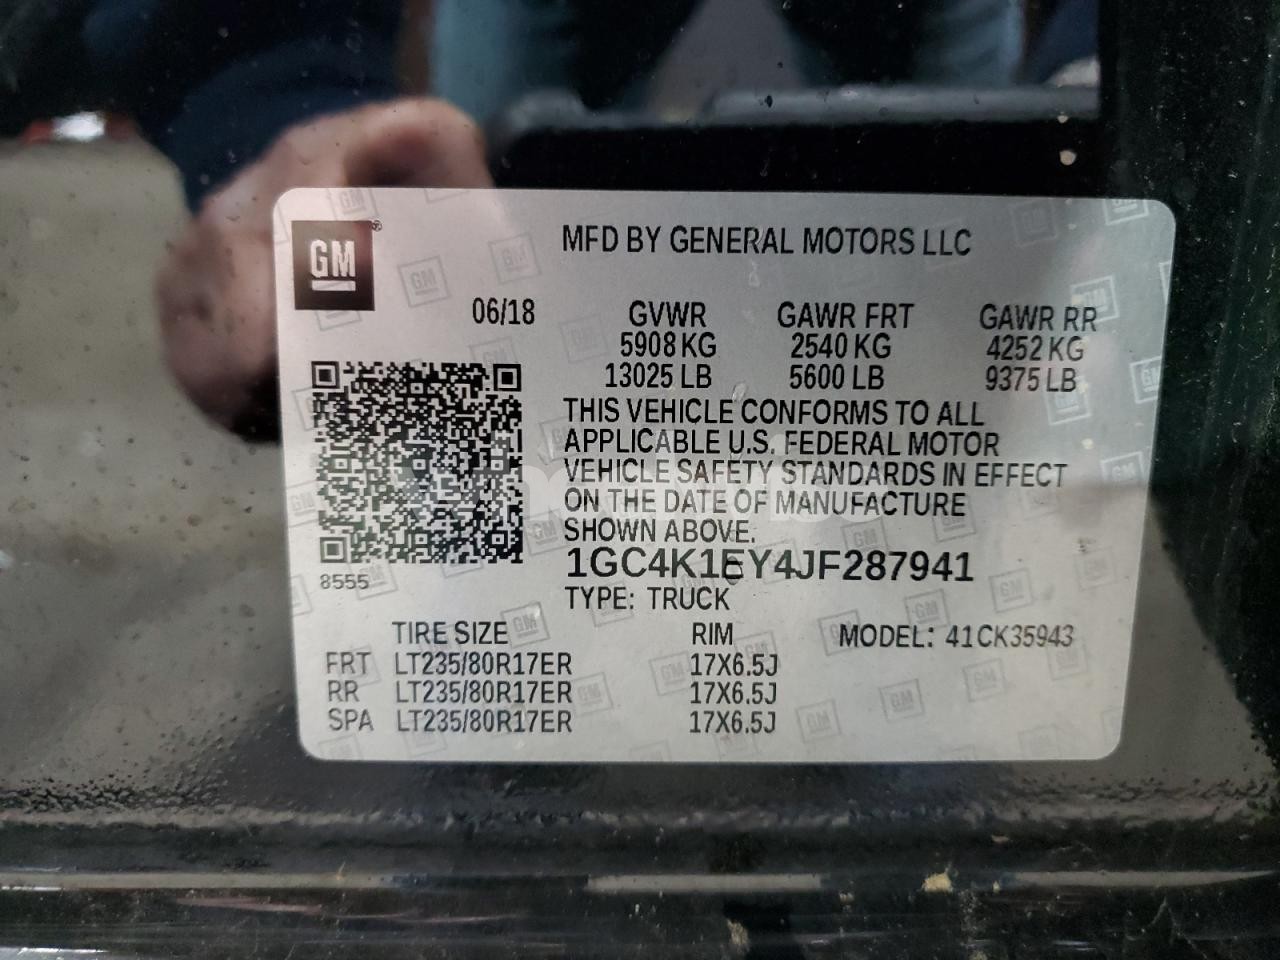 GM ®
MFD BY GENERAL MOTORS LLC
06/18 GVWR GAWR FRT GAWR RR
5908 KG 2540 KG 4252 KG
13025 LB 5600 LB 9375 LB
THIS VEHICLE CONFORMS TO ALL
APPLICABLE U.S. FEDERAL MOTOR
VEHICLE SAFETY STANDARDS IN EFFECT
ON THE DATE OF MANUFACTURE
SHOWN ABOVE.
1GC4K1EY4JF287941
8555
TYPE: TRUCK
TIRE SIZE RIM MODEL: 41CK35943
FRT LT235/80R17ER 17X6.5J
RR LT235/80R17ER 17X6.5J
SPA LT235/80R17ER 17X6.5J